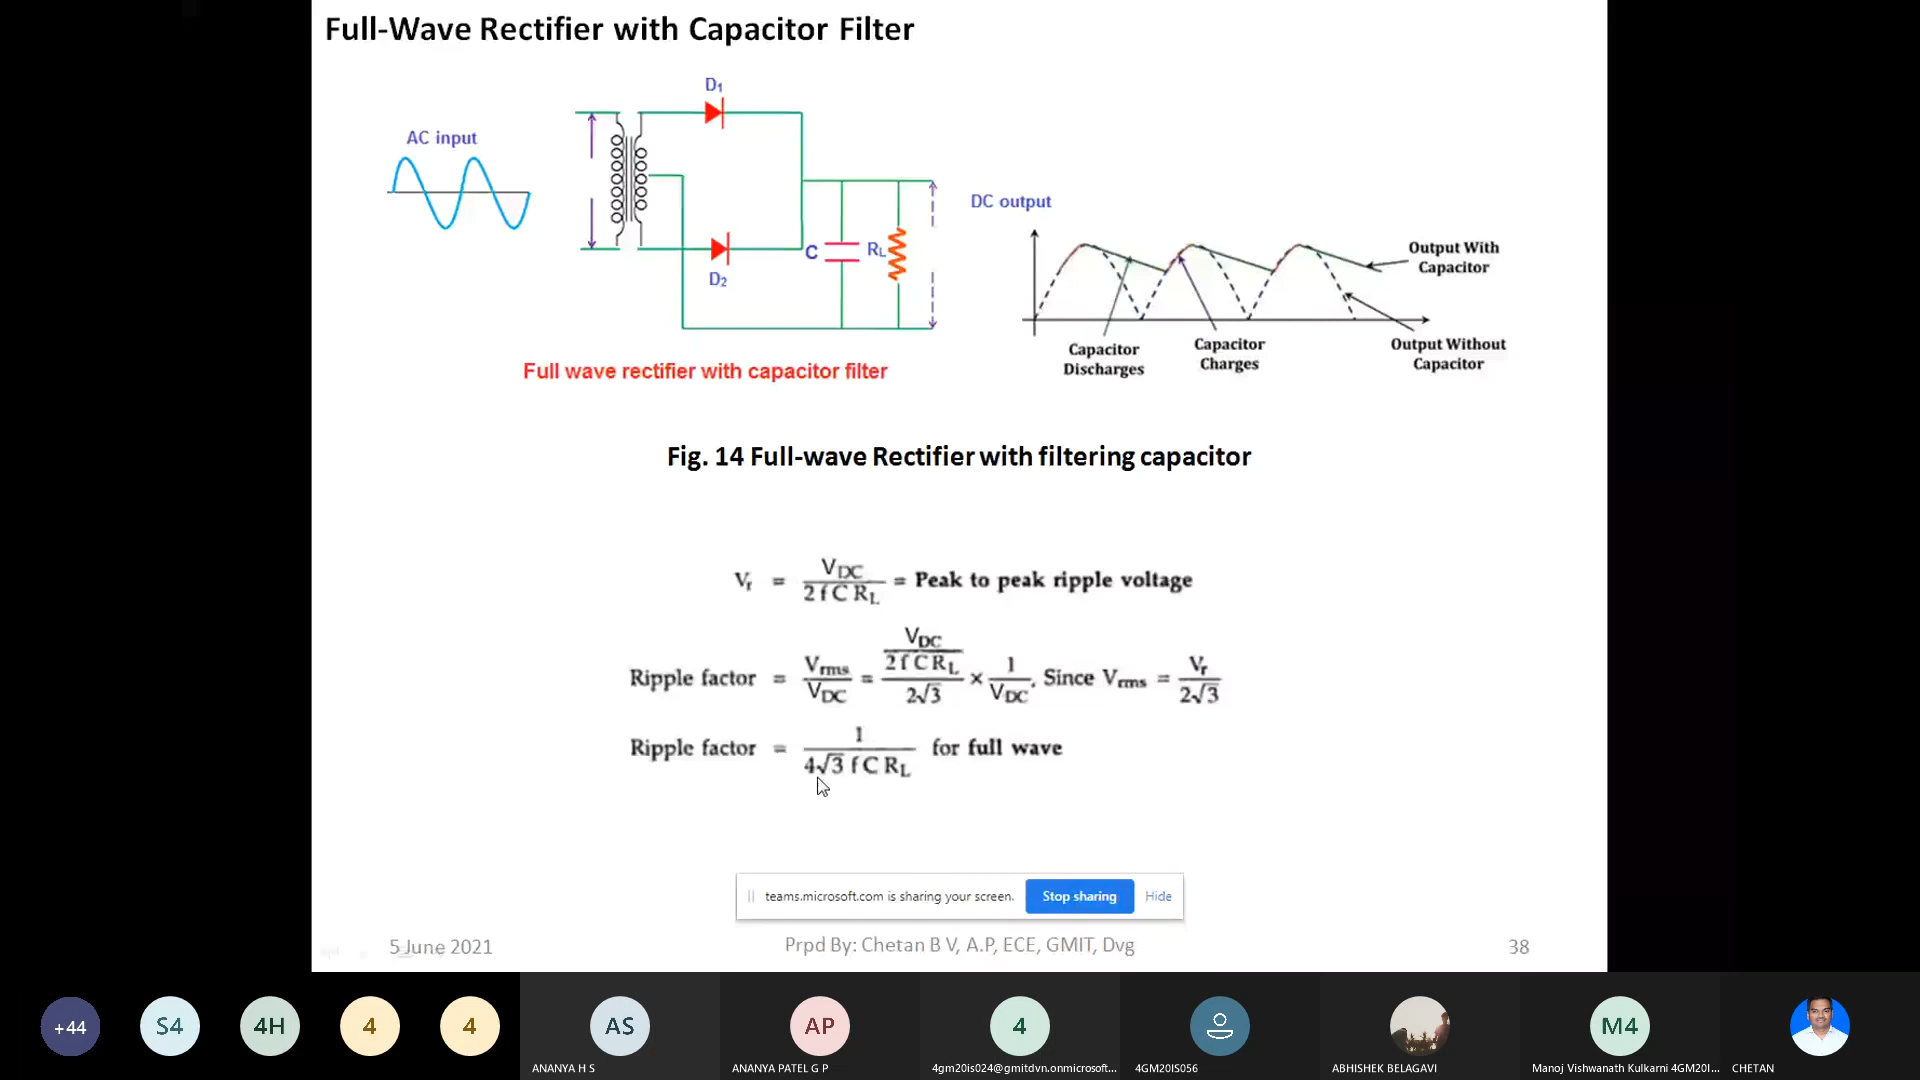 Full-Wave Rectifier with Capacitor Filter
D1
AC input
DC output
C
RL
D2
Output With
Capacitor
Capacitor
Discharges
Capacitor
Charges
Output Without
Capacitor
Full wave rectifier with capacitor filter
Fig. 14 Full-wave Rectifier with filtering capacitor
Vr = VDC / 2 f C RL = Peak to peak ripple voltage
Ripple factor = Vrms / VDC = VDC / 2 f C RL / 2√3 × 1 / VDC, Since Vrms = Vr / 2√3
Ripple factor = 1 / 4√3 f C RL for full wave
teams.microsoft.com is sharing your screen. Stop sharing Hide
5 June 2021
Prpd By: Chetan B V, A.P, ECE, GMIT, Dvg
38
+44
S4
4H
4
4
AS
AP
4
M4
ANANYA H S
ANANYA PATEL G P
4gm20is024@gmitdvn.onmicrosoft...
4GM20IS056
ABHISHEK BELAGAVI
Manoj Vishwanath Kulkarni 4GM20I...
CHETAN